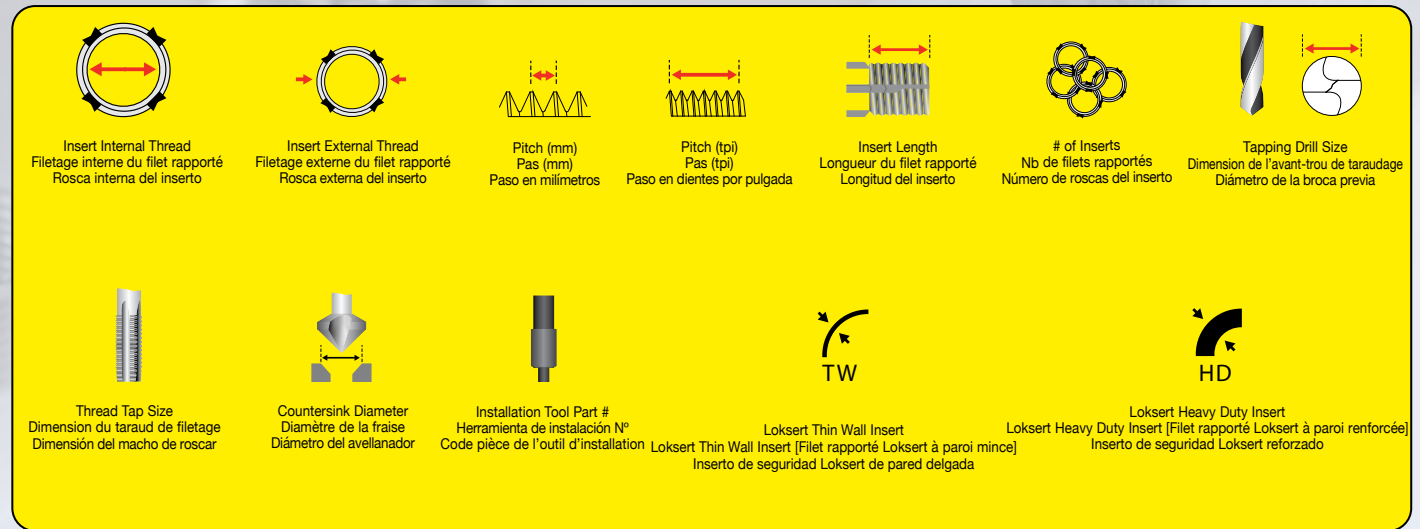 Insert Internal Thread
Filetage interne du filet rapporté
Rosca interna del inserto
Insert External Thread
Filetage externe du filet rapporté
Rosca externa del inserto
Pitch (mm)
Pas (mm)
Paso en milímetros
Pitch (tpi)
Pas (tpi)
Paso en dientes por pulgada
Insert Length
Longueur du filet rapporté
Longitud del inserto
# of Inserts
Nb de filets rapportés
Número de roscas del inserto
Tapping Drill Size
Dimension de l'avant-trou de taraudage
Diámetro de la broca previa
Thread Tap Size
Dimension du taraud de filetage
Dimensión del macho de roscar
Countersink Diameter
Diamètre de la fraise
Diámetro del avellanador
Installation Tool Part #
Herramienta de instalación Nº
Code pièce de l'outil d'installation
TW
Loksert Thin Wall Insert
Loksert Thin Wall Insert [Filet rapporté Loksert à paroi mince]
Inserto de seguridad Loksert de pared delgada
HD
Loksert Heavy Duty Insert
Loksert Heavy Duty Insert [Filet rapporté Loksert à paroi renforcée]
Inserto de seguridad Loksert reforzado